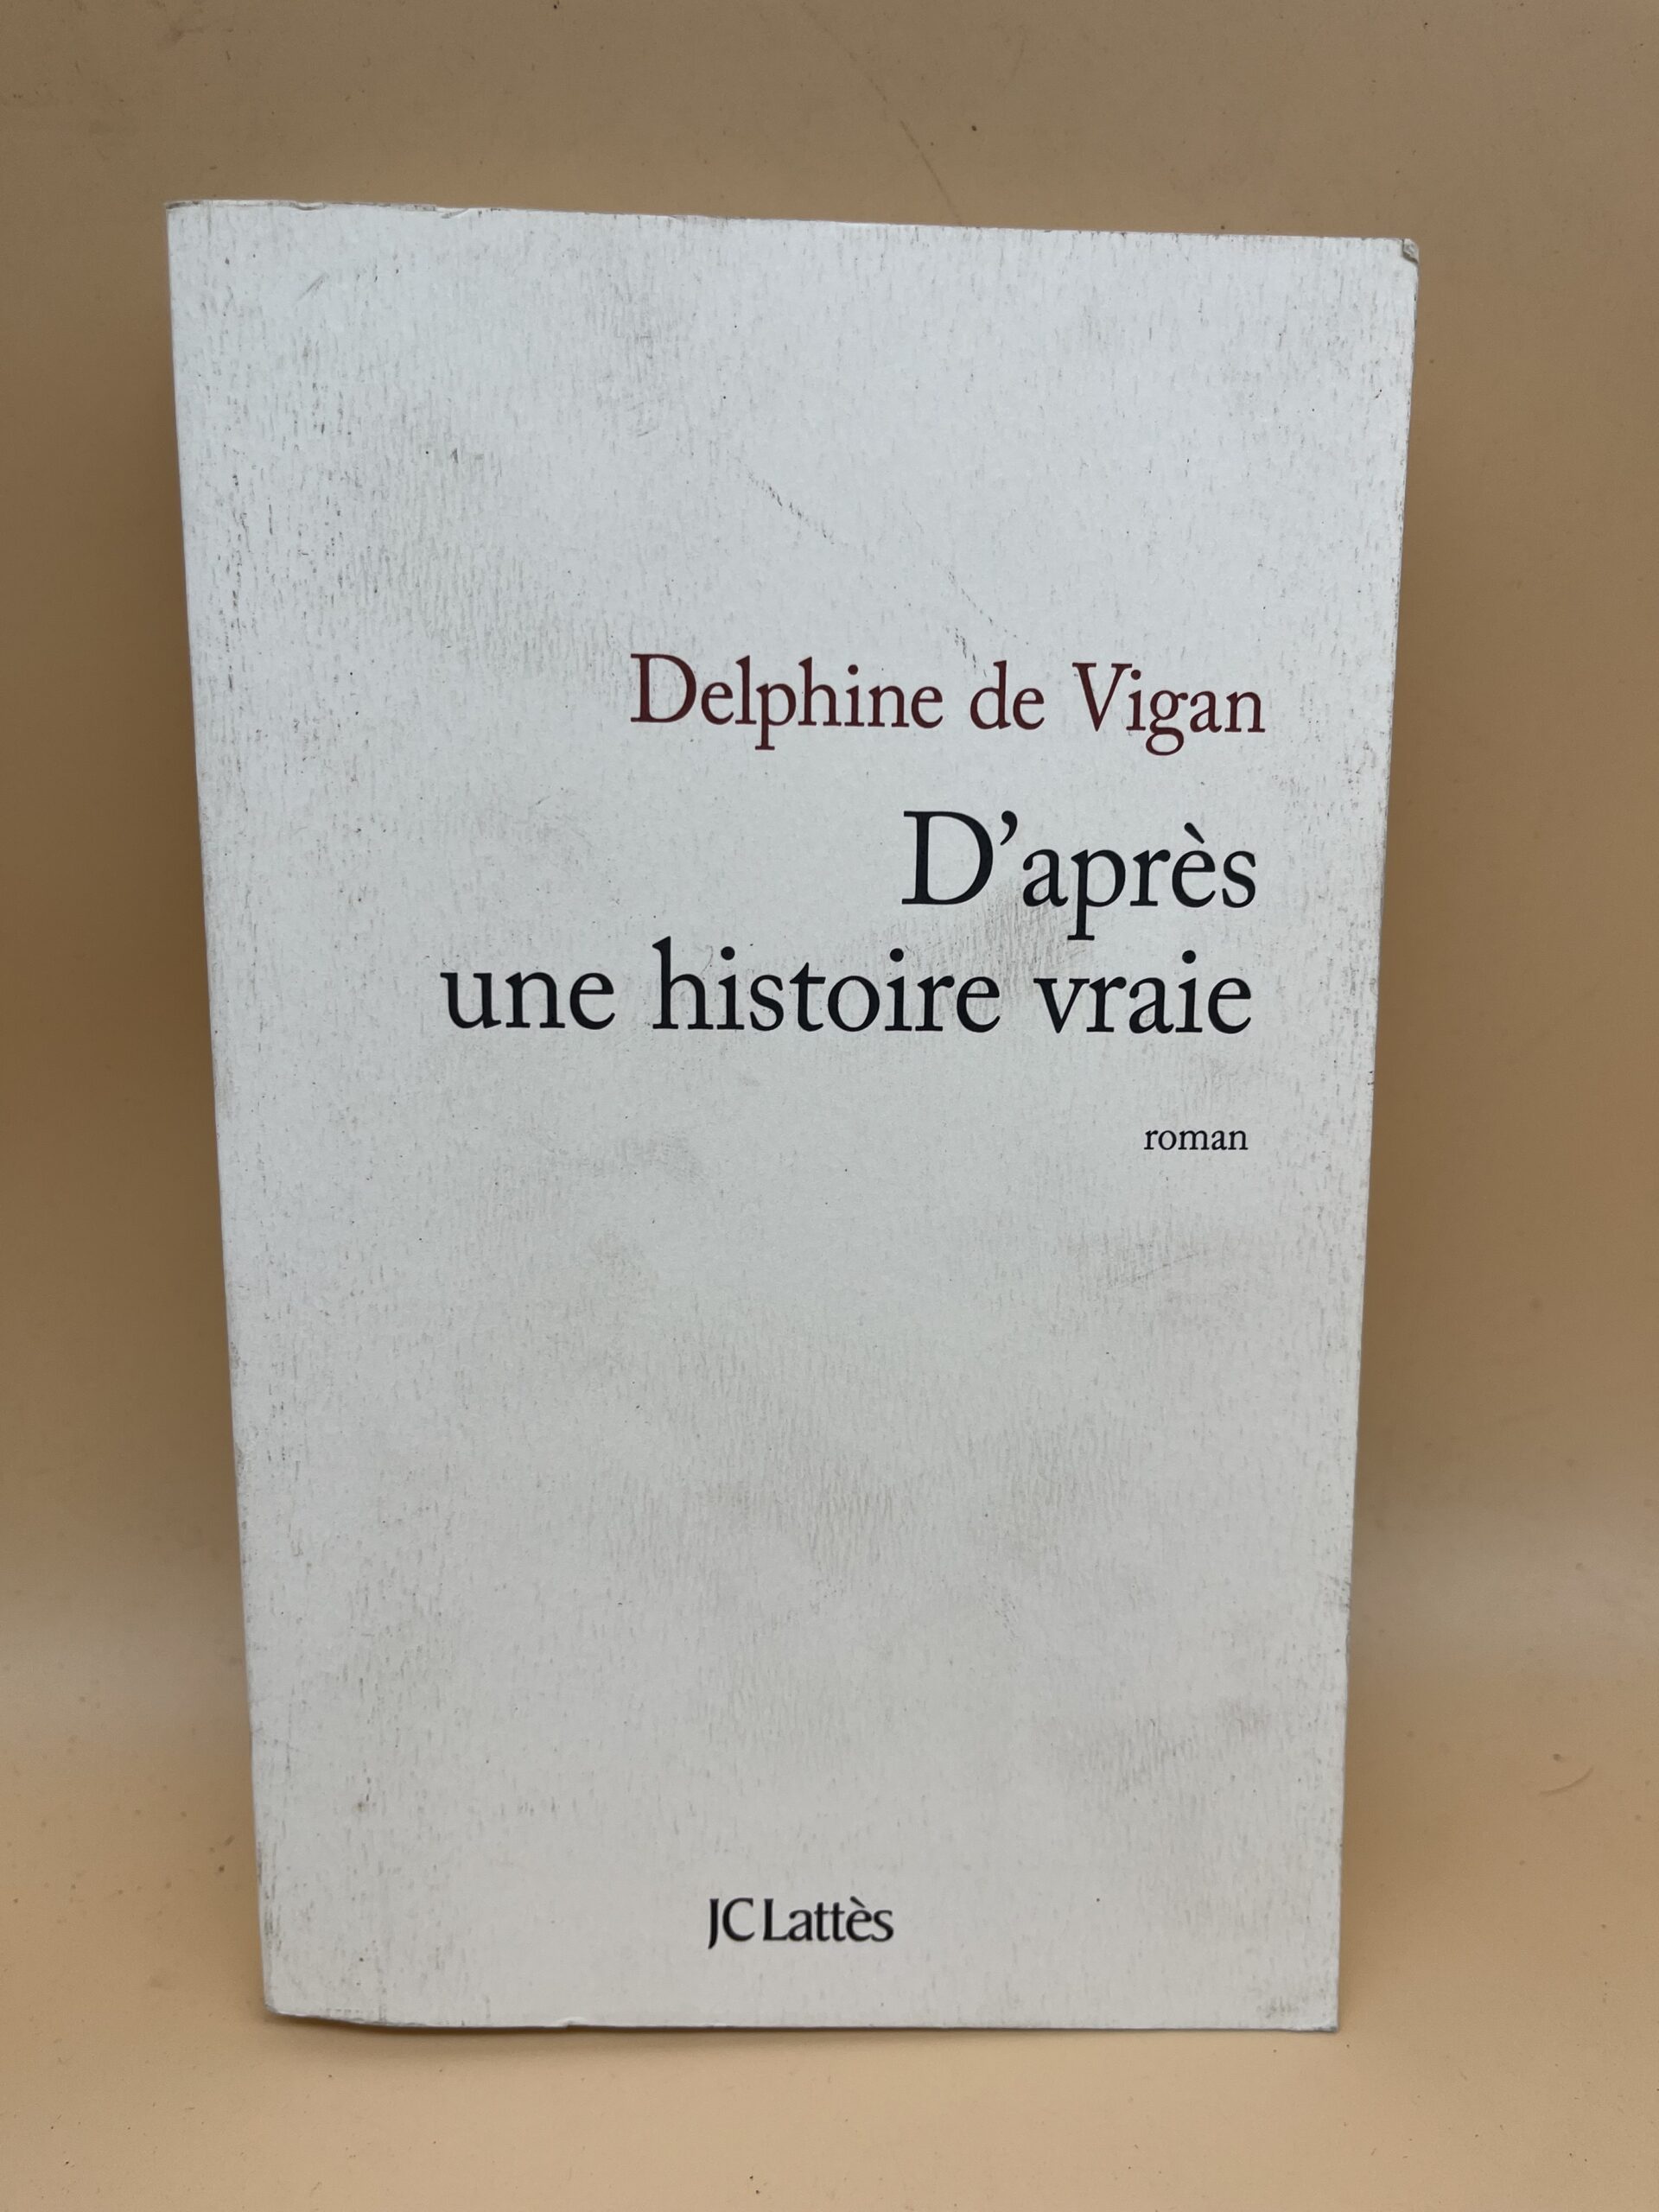 Delphine de Vigan
D’après
une histoire vraie
roman
JC Lattès